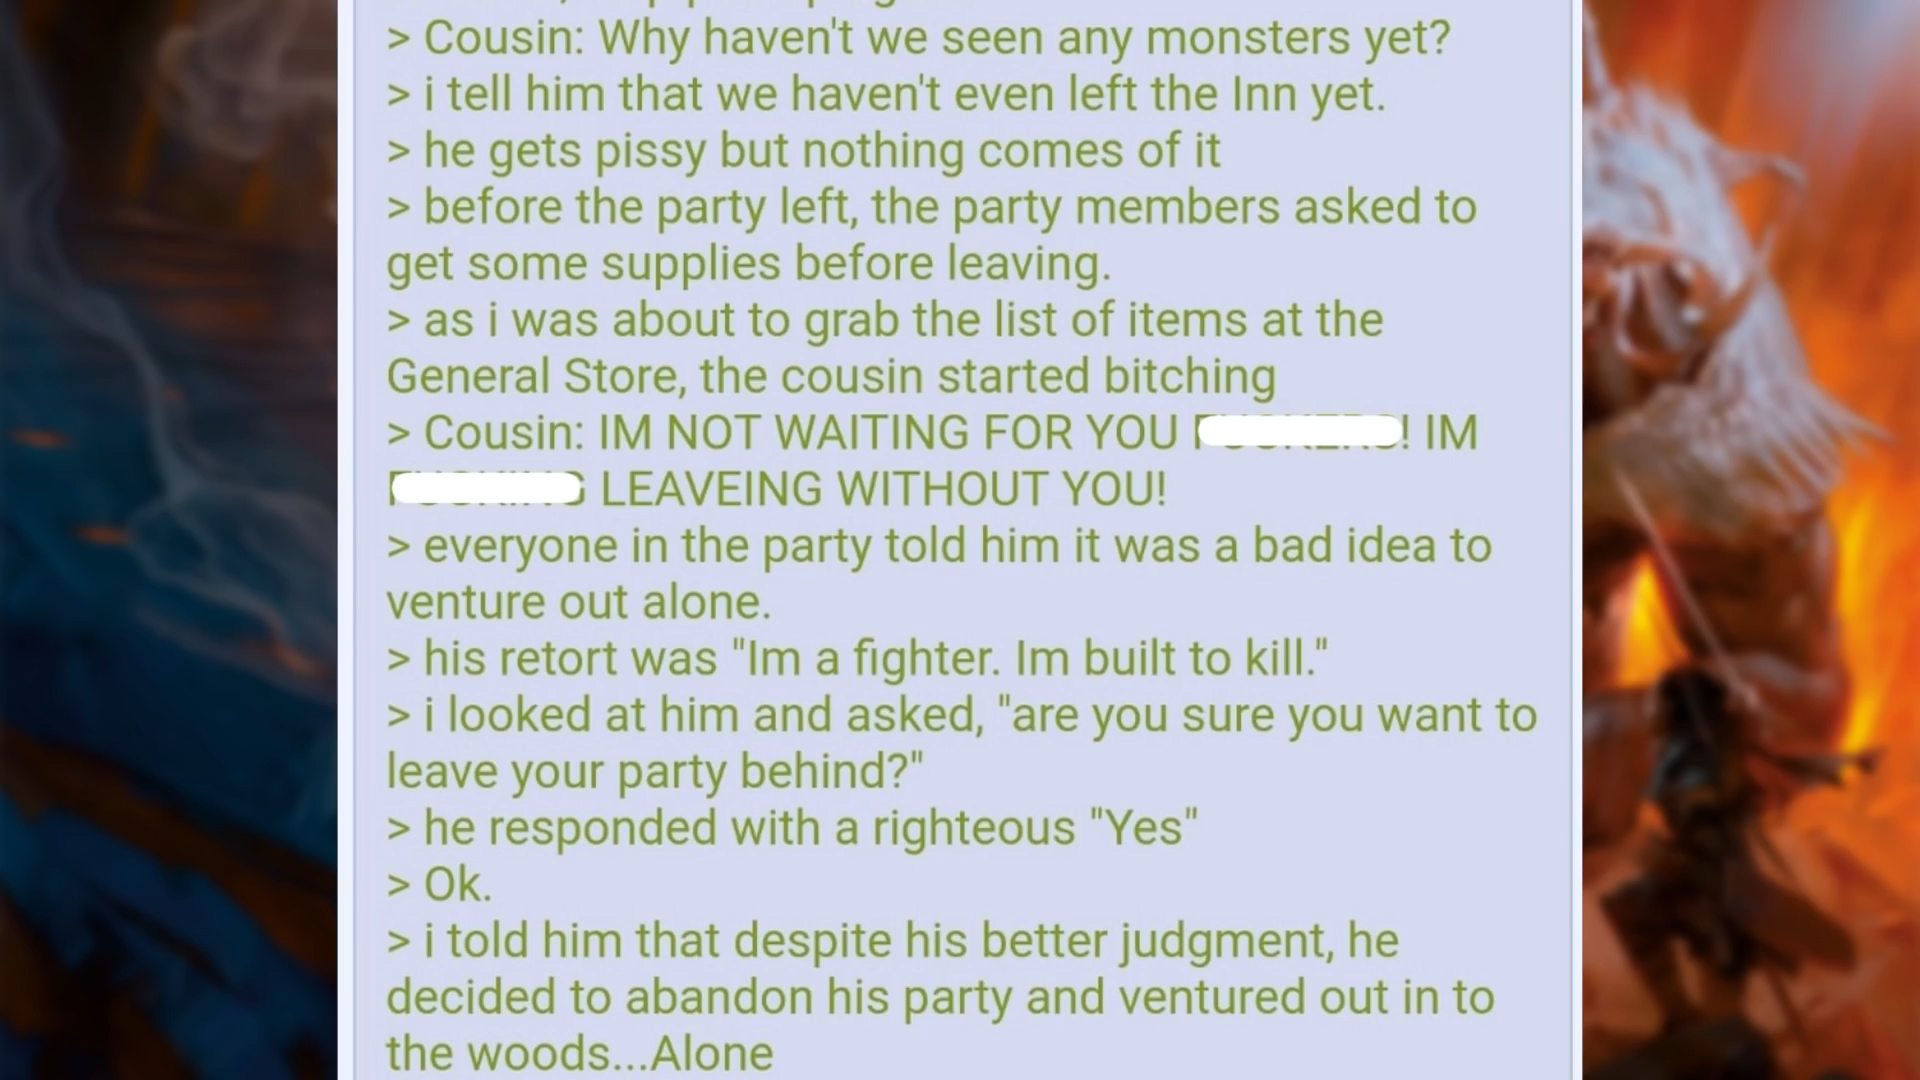 > Cousin: Why haven't we seen any monsters yet?
> i tell him that we haven't even left the Inn yet.
> he gets pissy but nothing comes of it
> before the party left, the party members asked to
get some supplies before leaving.
> as i was about to grab the list of items at the
General Store, the cousin started bitching
> Cousin: IM NOT WAITING FOR YOU ! IM
LEAVEING WITHOUT YOU!
> everyone in the party told him it was a bad idea to
venture out alone.
> his retort was "Im a fighter. Im built to kill."
> i looked at him and asked, "are you sure you want to
leave your party behind?"
> he responded with a righteous "Yes"
> Ok.
> i told him that despite his better judgment, he
decided to abandon his party and ventured out in to
the woods...Alone